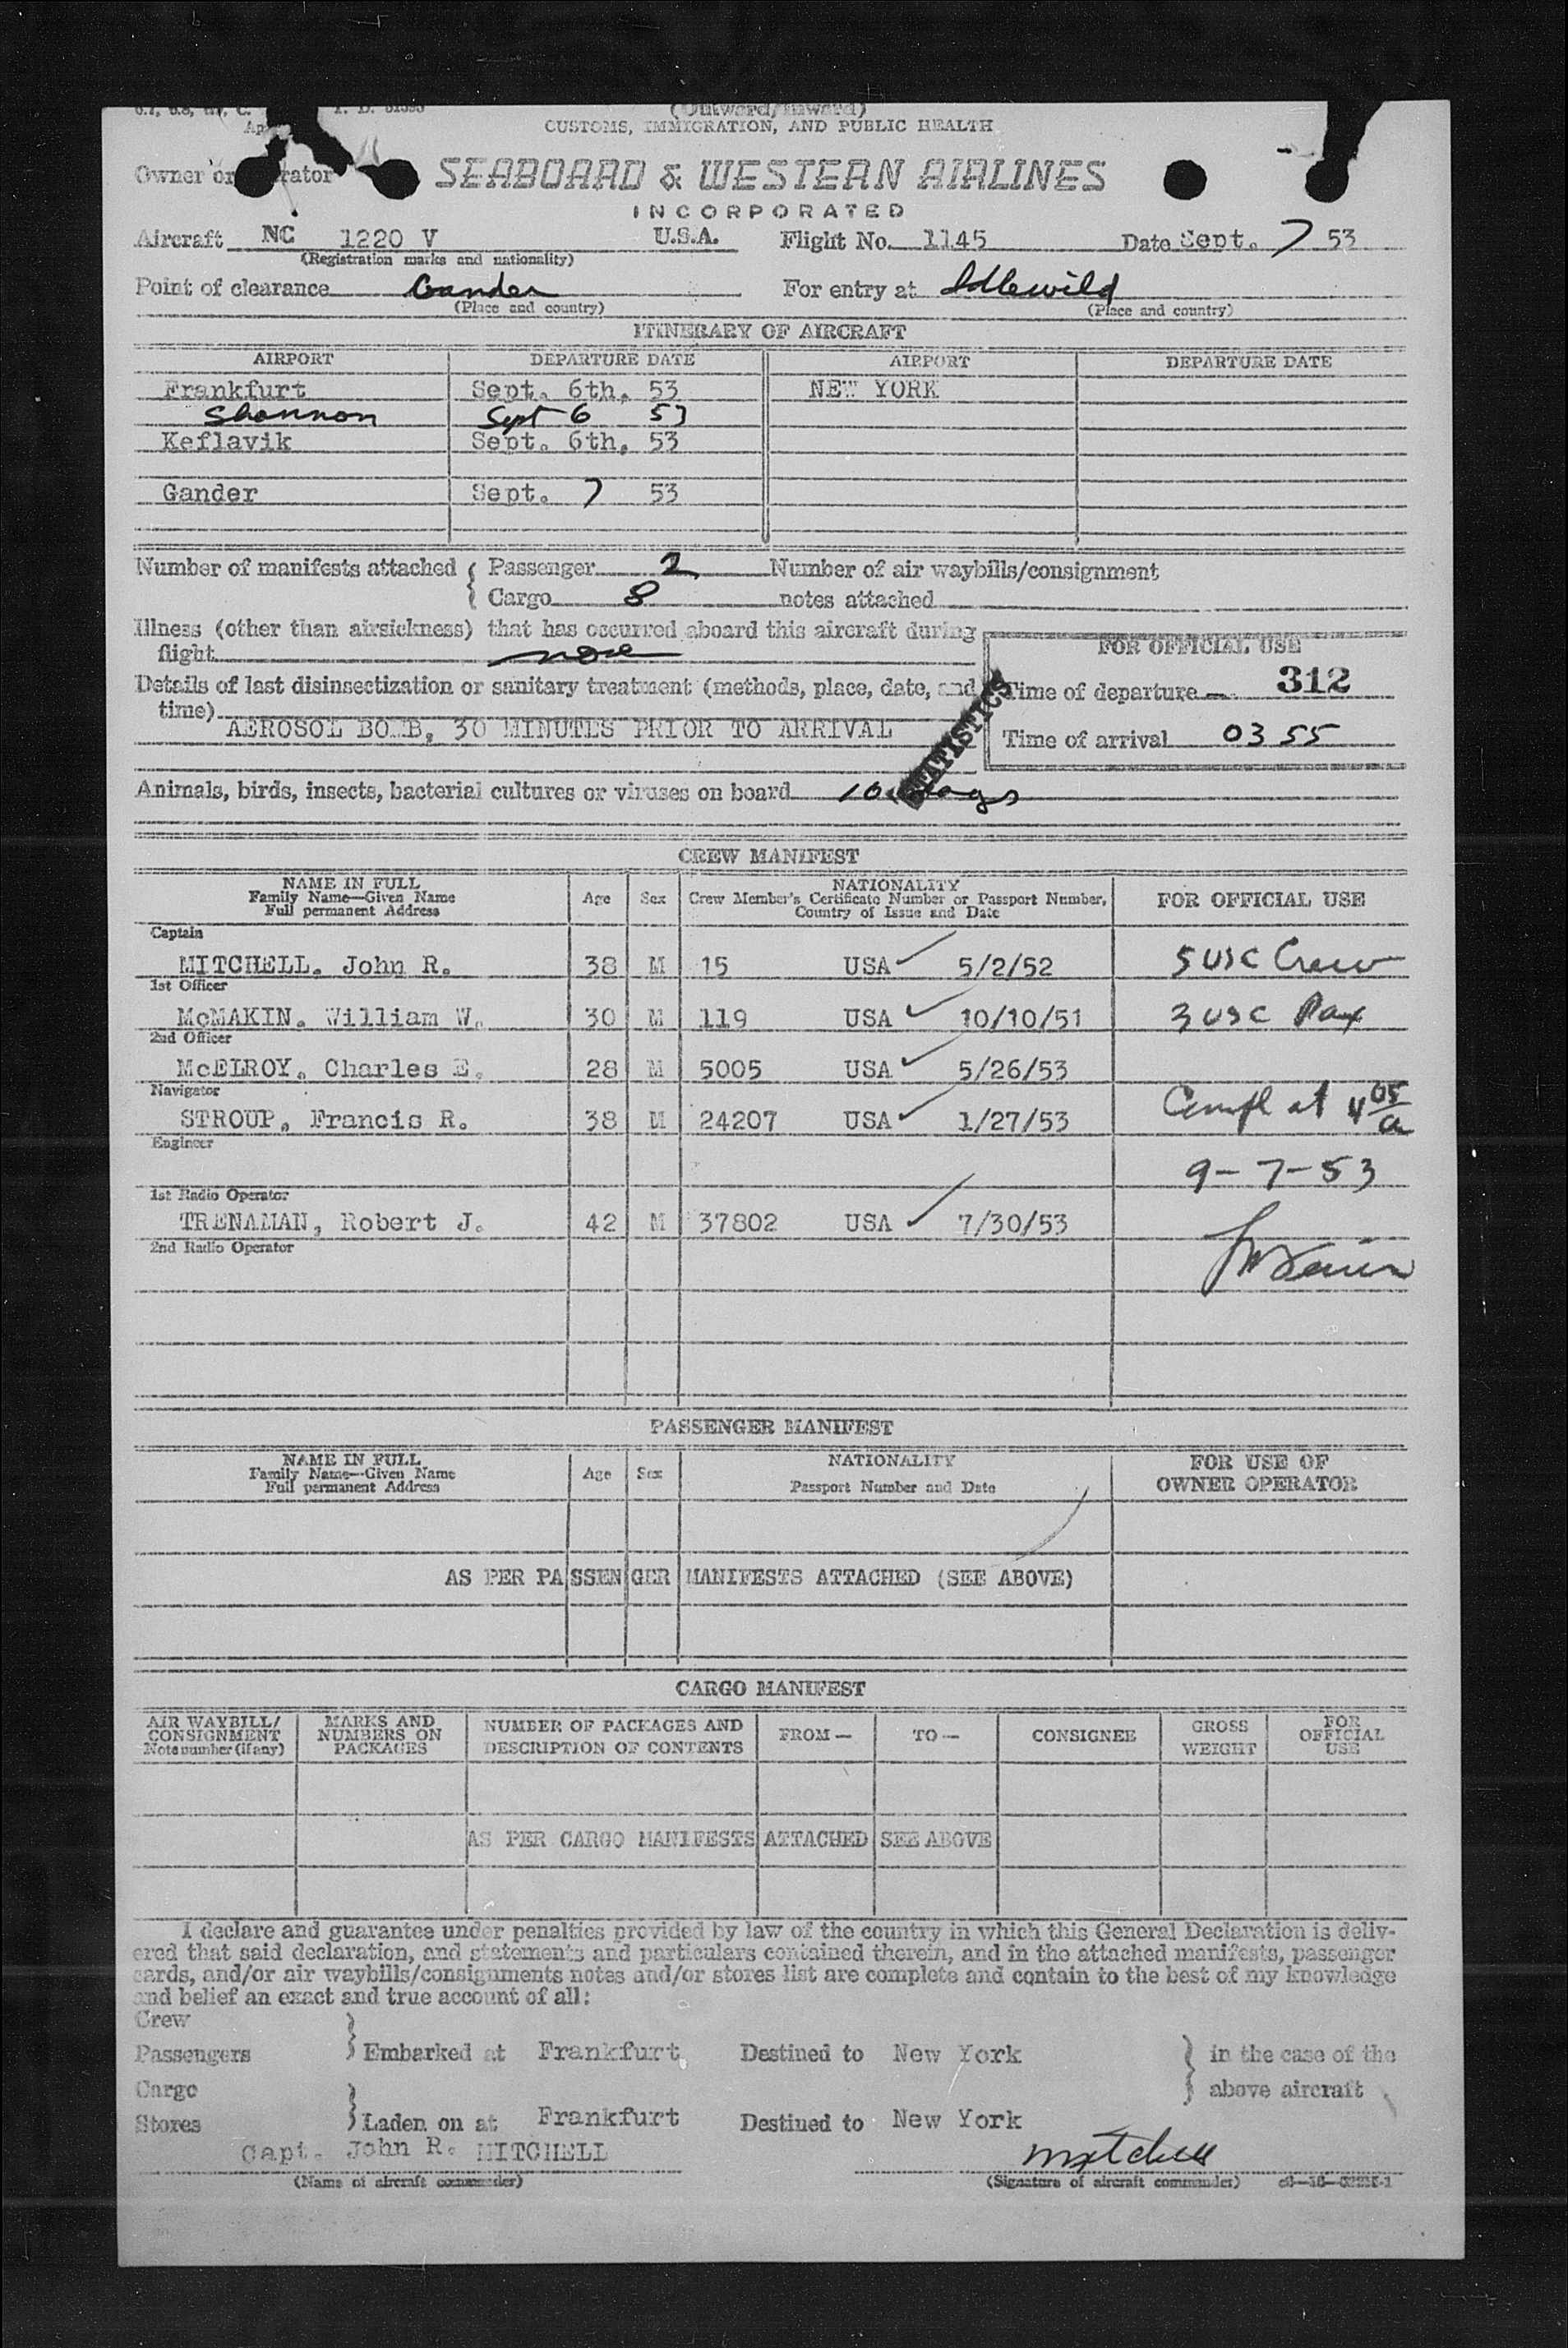 (Outward/Inward)
CUSTOMS, IMMIGRATION, AND PUBLIC HEALTH
Owner or
SEABOARD & WESTERN AIRLINES
INCORPORATED
Aircraft NC 1220 V U.S.A. Flight No. 1145 Date Sept. 7 53
(Registration marks and nationality)
Point of clearance Gander For entry at Idlewild
(Place and country) (Place and country)
ITINERARY OF AIRCRAFT
AIRPORT DEPARTURE DATE AIRPORT DEPARTURE DATE
Frankfurt Sept. 6th, 53 NEW YORK
Shannon Sept 6 53
Keflavik Sept. 6th, 53
Gander Sept. 7 53
Number of manifests attached { Passenger 2 Number of air waybills/consignment
Cargo 8 notes attached
Illness (other than airsickness) that has occurred aboard this aircraft during
flight none
FOR OFFICIAL USE
Details of last disinsectization or sanitary treatment (methods, place, date, and
time)
AEROSOL BOMB, 30 MINUTES PRIOR TO ARRIVAL
STATISTICS
Time of departure 312
Time of arrival 0355
Animals, birds, insects, bacterial cultures or viruses on board 10
CREW MANIFEST
NAME IN FULL
Family Name—Given Name
Full permanent Address
Age Sex
NATIONALITY
Crew Member's Certificate Number or Passport Number,
Country of Issue and Date
FOR OFFICIAL USE
Captain
MITCHELL. John R. 38 M 15 USA 5/2/52 5 USC Crew
1st Officer
McMAKIN. William W. 30 M 119 USA 10/10/51 3 USC Pax
2nd Officer
McELROY. Charles E. 28 M 5005 USA 5/26/53
Navigator
STROUP. Francis R. 38 M 24207 USA 1/27/53 Compl at 4 05/a
Engineer
9-7-53
1st Radio Operator
TRENAMAN, Robert J. 42 M 37802 USA 7/30/53
2nd Radio Operator
PASSENGER MANIFEST
NAME IN FULL
Family Name—Given Name
Full permanent Address
Age Sex
NATIONALITY
Passport Number and Date
FOR USE OF
OWNER OPERATOR
AS PER PASSENGER MANIFESTS ATTACHED (SEE ABOVE)
CARGO MANIFEST
AIR WAYBILL/
CONSIGNMENT
Note number (if any)
MARKS AND
NUMBERS ON
PACKAGES
NUMBER OF PACKAGES AND
DESCRIPTION OF CONTENTS
FROM—
TO—
CONSIGNEE
GROSS
WEIGHT
FOR
OFFICIAL
USE
AS PER CARGO MANIFESTS ATTACHED SEE ABOVE
I declare and guarantee under penalties provided by law of the country in which this General Declaration is deliv-
ered that said declaration, and statements and particulars contained therein, and in the attached manifests, passenger
cards, and/or air waybills/consignments notes and/or stores list are complete and contain to the best of my knowledge
and belief an exact and true account of all:
Crew
Passengers } Embarked at Frankfurt Destined to New York } in the case of the
Cargo above aircraft
Stores } Laden on at Frankfurt Destined to New York
Capt. John R. MITCHELL Mitchell
(Name of aircraft commander) (Signature of aircraft commander)